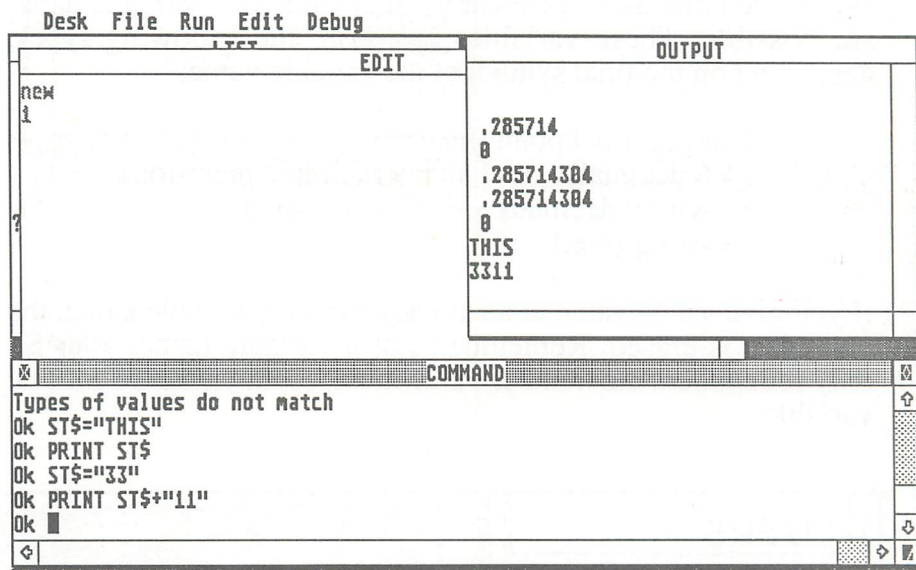 Desk File Run Edit Debug
LIST
EDIT
new
1
?
OUTPUT
.285714
0
.285714304
.285714304
0
THIS
3311
COMMAND
Types of values do not match
Ok ST$="THIS"
Ok PRINT ST$
Ok ST$="33"
Ok PRINT ST$+"11"
Ok